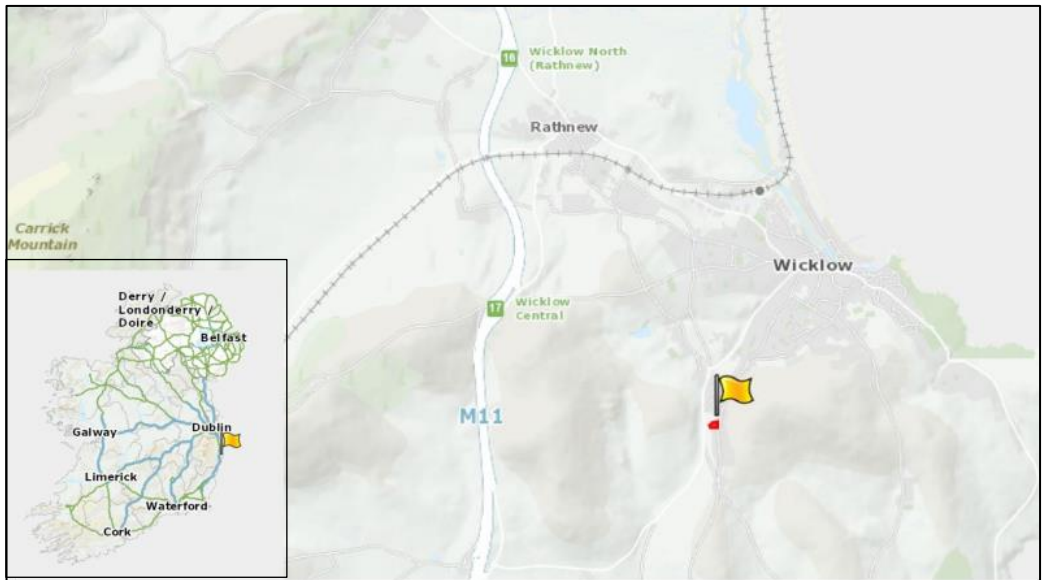 16
Wicklow North
(Rathnew)
Rathnew
Carrick
Mountain
Wicklow
17
Wicklow
Central
M11
Derry /
Londonderry /
Doire
Belfast
Galway
Dublin
Limerick
Waterford
Cork